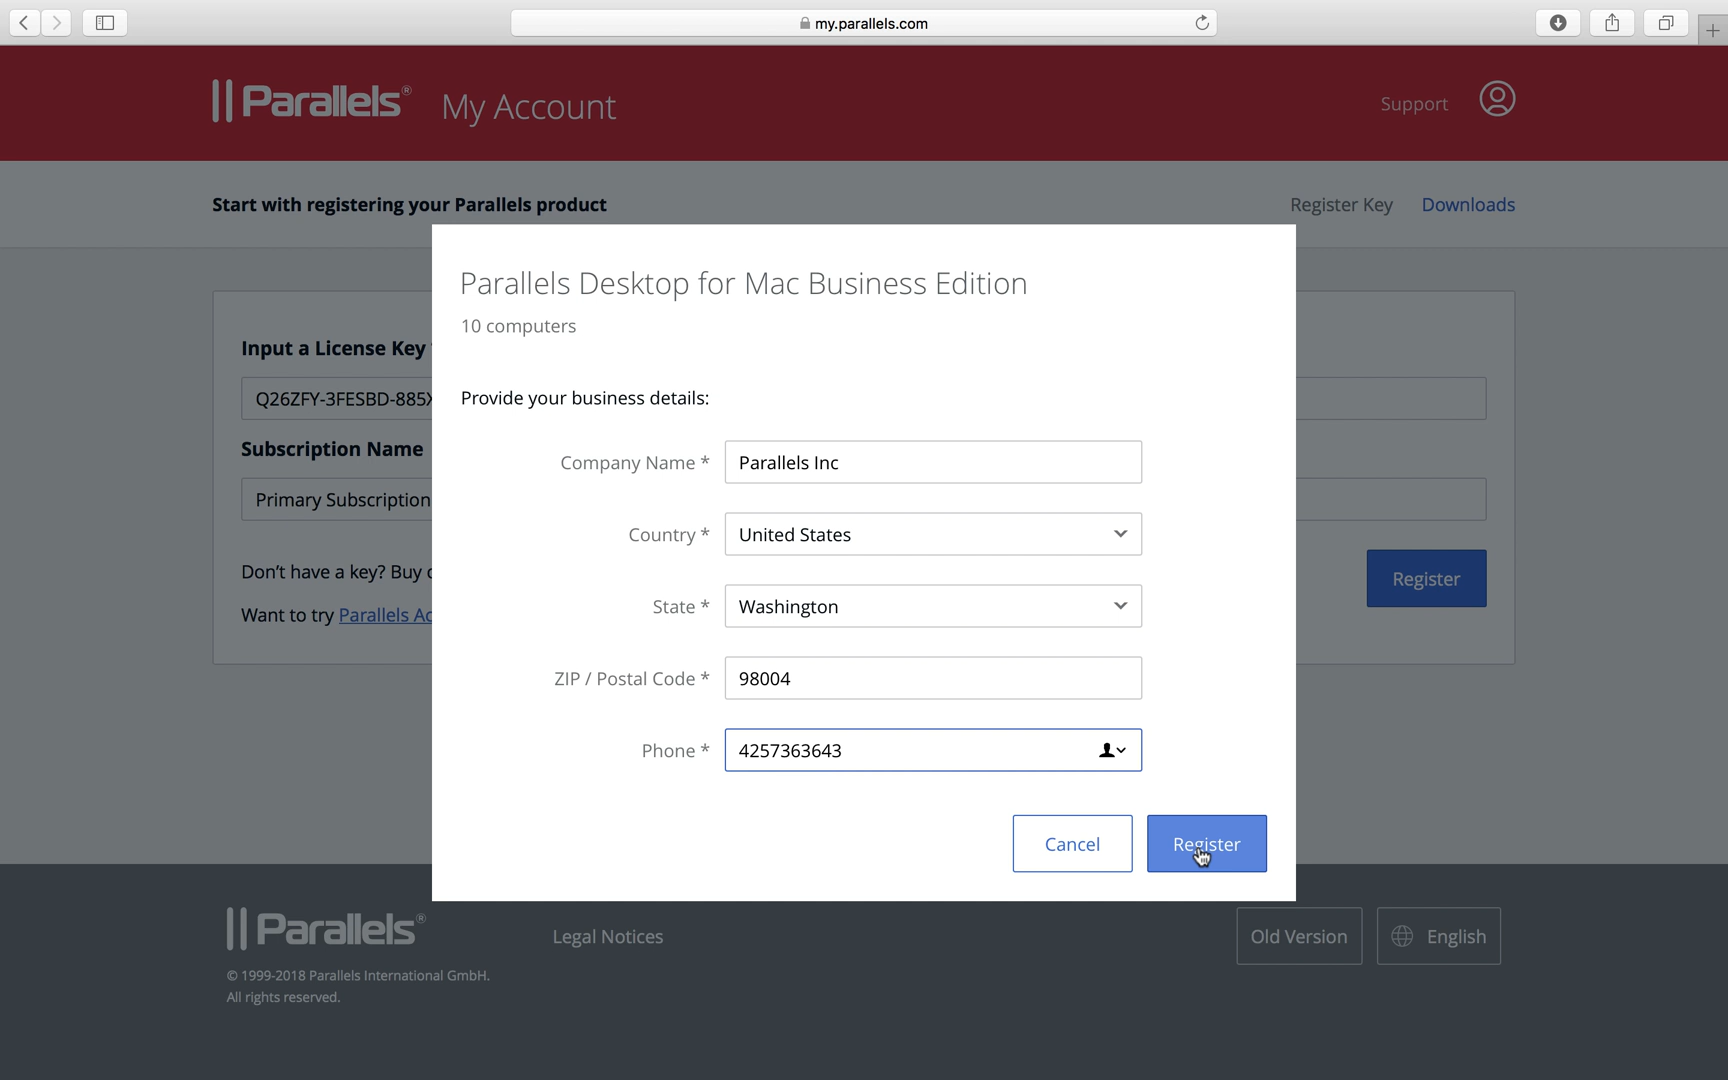 my.parallels.com
Parallels® My Account
Support
Start with registering your Parallels product
Register Key Downloads
Parallels Desktop for Mac Business Edition
10 computers
Input a License Key
Q26ZFY-3FESBD-885X
Provide your business details:
Subscription Name
Company Name * Parallels Inc
Primary Subscription
Country * United States
Don't have a key? Buy
Register
State * Washington
Want to try Parallels
ZIP / Postal Code * 98004
Phone * 4257363643
Cancel Register
Parallels®
Legal Notices
Old Version English
© 1999-2018 Parallels International GmbH.
All rights reserved.